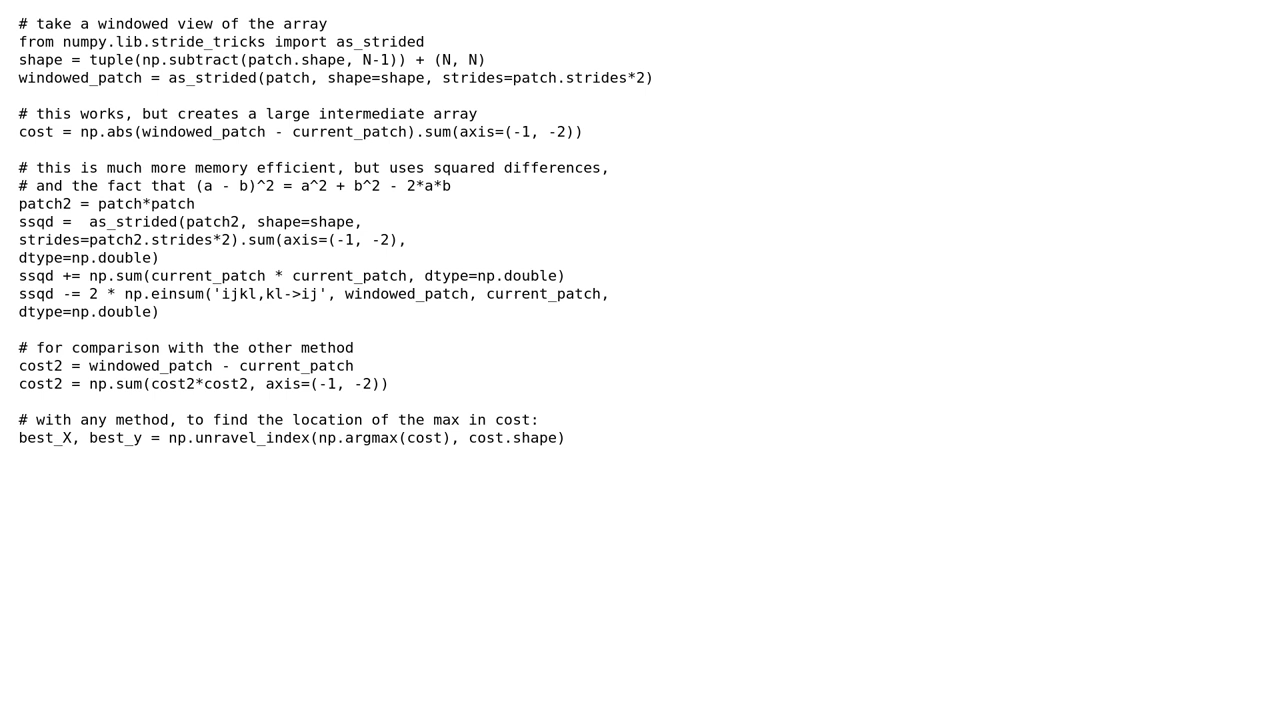 # take a windowed view of the array
from numpy.lib.stride_tricks import as_strided
shape = tuple(np.subtract(patch.shape, N-1)) + (N, N)
windowed_patch = as_strided(patch, shape=shape, strides=patch.strides*2)

# this works, but creates a large intermediate array
cost = np.abs(windowed_patch - current_patch).sum(axis=(-1, -2))

# this is much more memory efficient, but uses squared differences,
# and the fact that (a - b)^2 = a^2 + b^2 - 2*a*b
patch2 = patch*patch
ssqd =  as_strided(patch2, shape=shape,
strides=patch2.strides*2).sum(axis=(-1, -2),
dtype=np.double)
ssqd += np.sum(current_patch * current_patch, dtype=np.double)
ssqd -= 2 * np.einsum('ijkl,kl->ij', windowed_patch, current_patch,
dtype=np.double)

# for comparison with the other method
cost2 = windowed_patch - current_patch
cost2 = np.sum(cost2*cost2, axis=(-1, -2))

# with any method, to find the location of the max in cost:
best_X, best_y = np.unravel_index(np.argmax(cost), cost.shape)